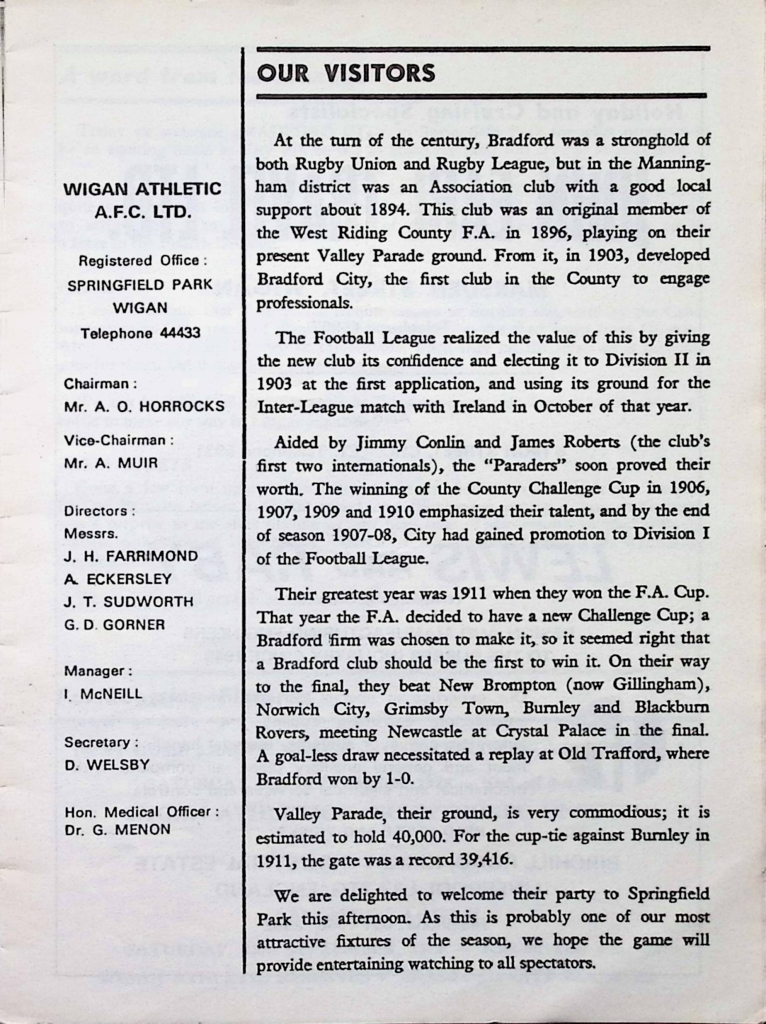 WIGAN ATHLETIC
A.F.C. LTD.
Registered Office :
SPRINGFIELD PARK
WIGAN
Telephone 44433
Chairman :
Mr. A. O. HORROCKS
Vice-Chairman :
Mr. A. MUIR
Directors :
Messrs.
J. H. FARRIMOND
A. ECKERSLEY
J. T. SUDWORTH
G. D. GORNER
Manager :
I. McNEILL
Secretary :
D. WELSBY
Hon. Medical Officer :
Dr. G. MENON
OUR VISITORS
At the turn of the century, Bradford was a stronghold of
both Rugby Union and Rugby League, but in the Manning-
ham district was an Association club with a good local
support about 1894. This club was an original member of
the West Riding County F.A. in 1896, playing on their
present Valley Parade ground. From it, in 1903, developed
Bradford City, the first club in the County to engage
professionals.
The Football League realized the value of this by giving
the new club its confidence and electing it to Division II in
1903 at the first application, and using its ground for the
Inter-League match with Ireland in October of that year.
Aided by Jimmy Conlin and James Roberts (the club's
first two internationals), the "Paraders" soon proved their
worth. The winning of the County Challenge Cup in 1906,
1907, 1909 and 1910 emphasized their talent, and by the end
of season 1907-08, City had gained promotion to Division I
of the Football League.
Their greatest year was 1911 when they won the F.A. Cup.
That year the F.A. decided to have a new Challenge Cup; a
Bradford firm was chosen to make it, so it seemed right that
a Bradford club should be the first to win it. On their way
to the final, they beat New Brompton (now Gillingham),
Norwich City, Grimsby Town, Burnley and Blackburn
Rovers, meeting Newcastle at Crystal Palace in the final.
A goal-less draw necessitated a replay at Old Trafford, where
Bradford won by 1-0.
Valley Parade, their ground, is very commodious; it is
estimated to hold 40,000. For the cup-tie against Burnley in
1911, the gate was a record 39,416.
We are delighted to welcome their party to Springfield
Park this afternoon. As this is probably one of our most
attractive fixtures of the season, we hope the game will
provide entertaining watching to all spectators.